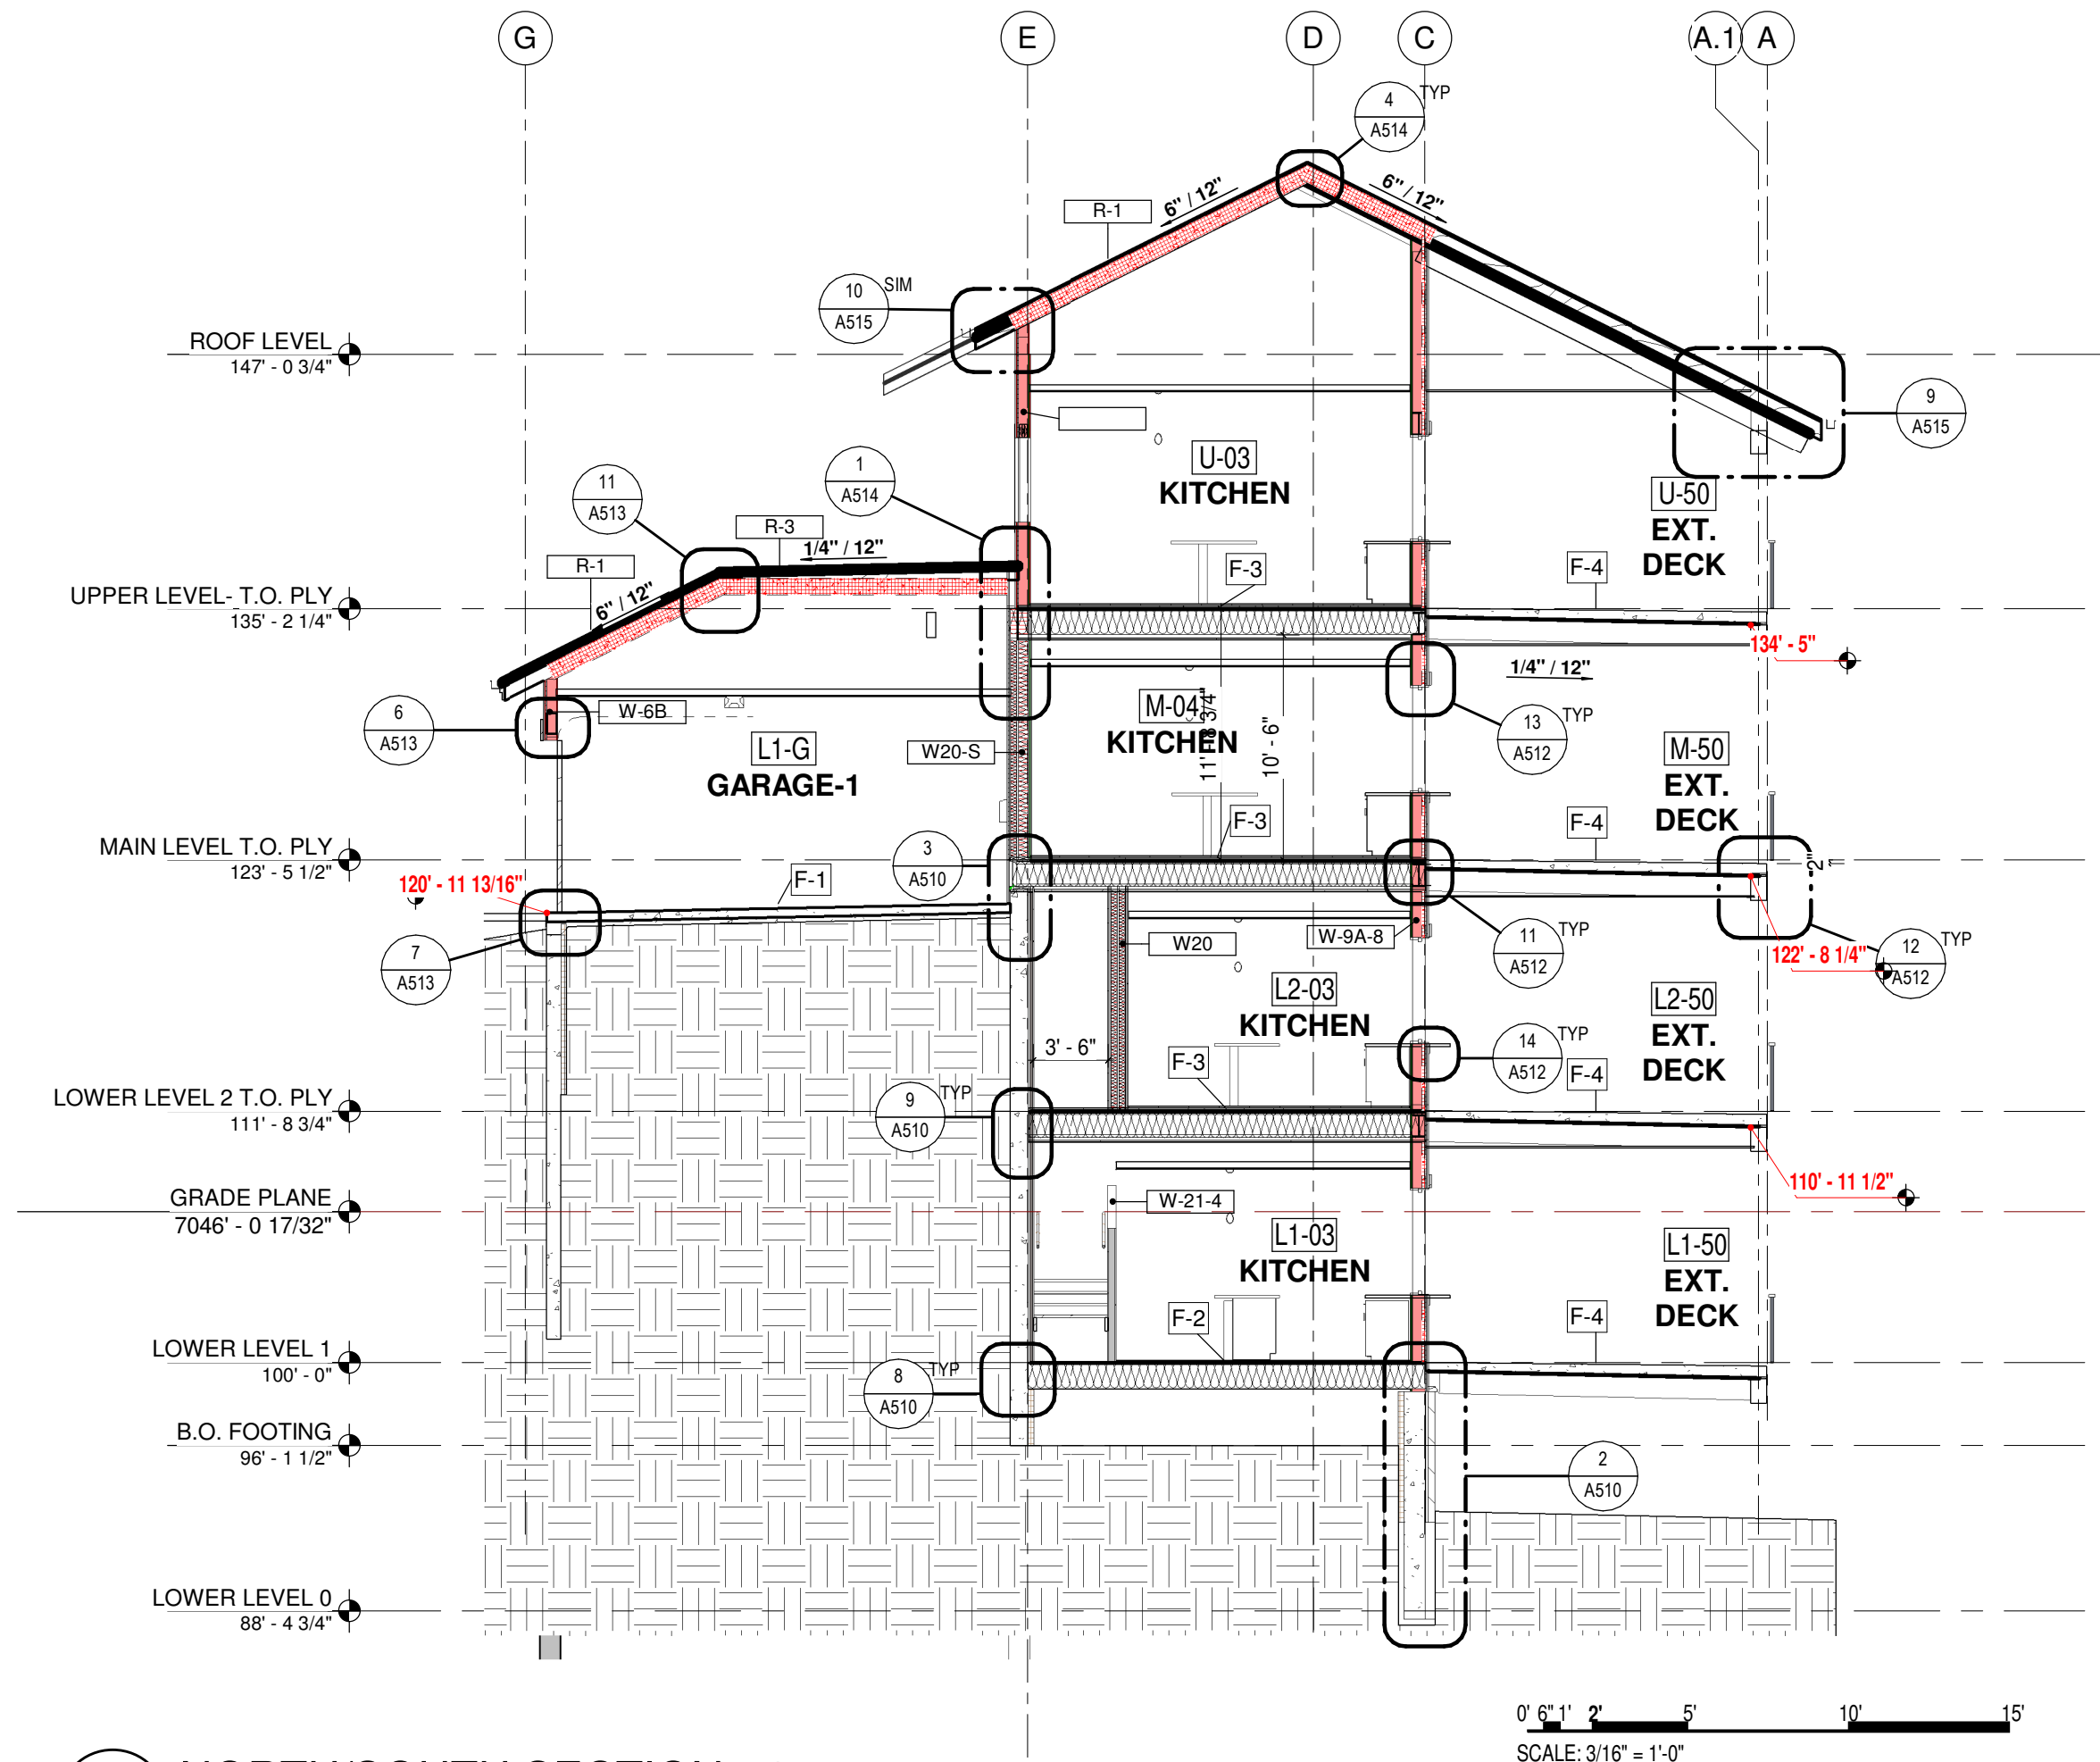 G
E
D
C
A.1
A
4
A514
TYP
6" / 12"
6" / 12"
R-1
10
A515
SIM
ROOF LEVEL
147' - 0 3/4"
9
A515
U-03
KITCHEN
U-50
EXT.
DECK
11
A513
1
A514
R-3
1/4" / 12"
R-1
6" / 12"
F-3
F-4
UPPER LEVEL- T.O. PLY
135' - 2 1/4"
134' - 5"
1/4" / 12"
6
A513
W-6B
L1-G
GARAGE-1
W20-S
M-04
KITCHEN
11' - 8 3/4"
10' - 6"
13
A512
TYP
M-50
EXT.
DECK
F-3
F-4
MAIN LEVEL T.O. PLY
123' - 5 1/2"
3
A510
2"
120' - 11 13/16"
F-1
W20
W-9A-8
11
A512
TYP
122' - 8 1/4"
12
A512
TYP
7
A513
L2-03
KITCHEN
L2-50
EXT.
DECK
3' - 6"
F-3
14
A512
TYP
F-4
LOWER LEVEL 2 T.O. PLY
111' - 8 3/4"
9
A510
TYP
110' - 11 1/2"
GRADE PLANE
7046' - 0 17/32"
W-21-4
L1-03
KITCHEN
L1-50
EXT.
DECK
F-2
F-4
LOWER LEVEL 1
100' - 0"
8
A510
TYP
B.O. FOOTING
96' - 1 1/2"
2
A510
LOWER LEVEL 0
88' - 4 3/4"
0' 6" 1' 2' 5' 10' 15'
SCALE: 3/16" = 1'-0"
NORTH/SOUTH SECTION